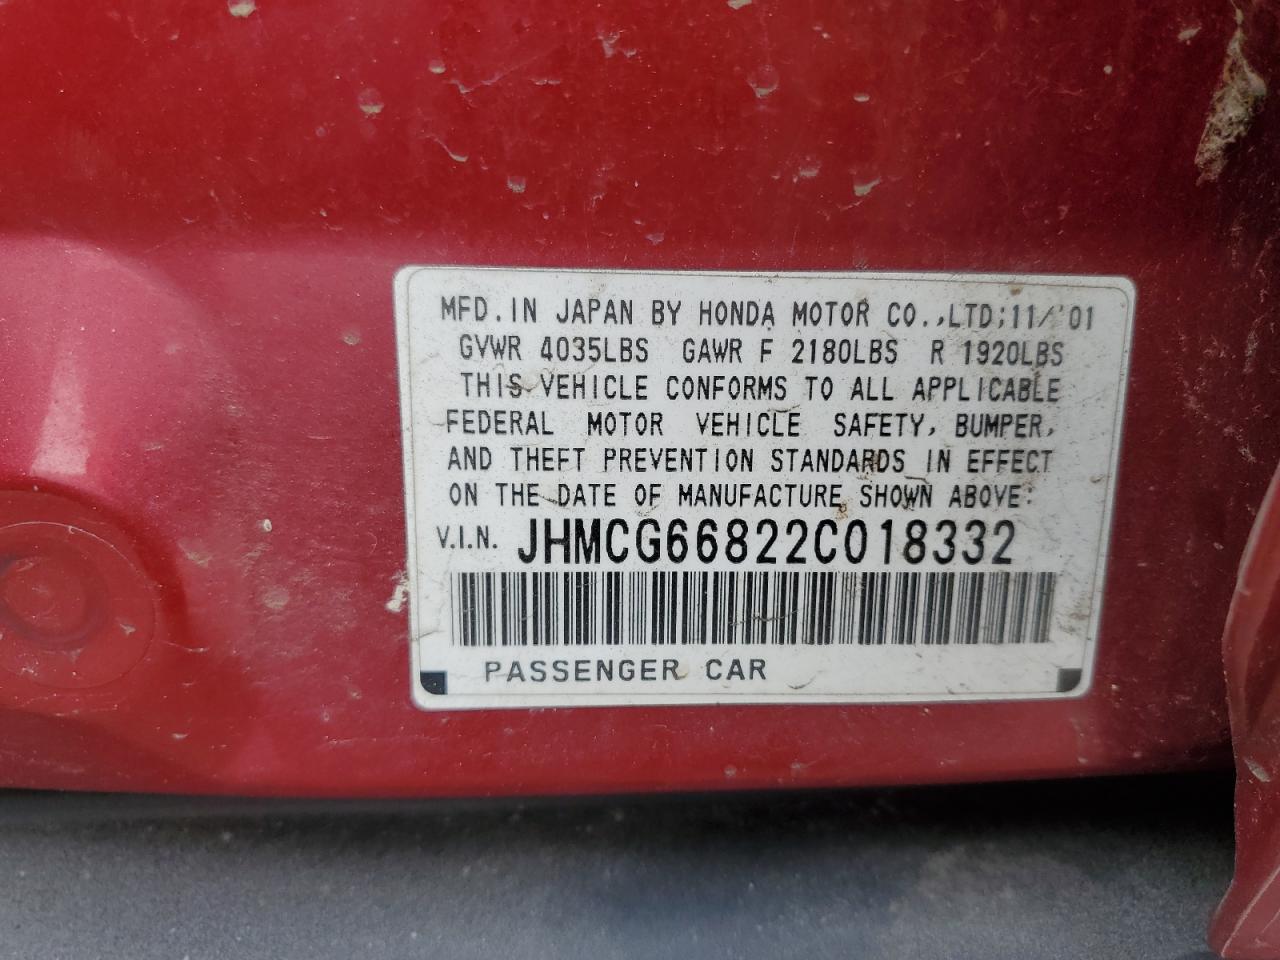 MFD. IN JAPAN BY HONDA MOTOR CO.,LTD;11/'01
GVWR 4035LBS GAWR F 2180LBS R 1920LBS
THIS VEHICLE CONFORMS TO ALL APPLICABLE
FEDERAL MOTOR VEHICLE SAFETY, BUMPER,
AND THEFT PREVENTION STANDARDS IN EFFECT
ON THE DATE OF MANUFACTURE SHOWN ABOVE:
V.I.N. JHMCG66822C018332
PASSENGER CAR